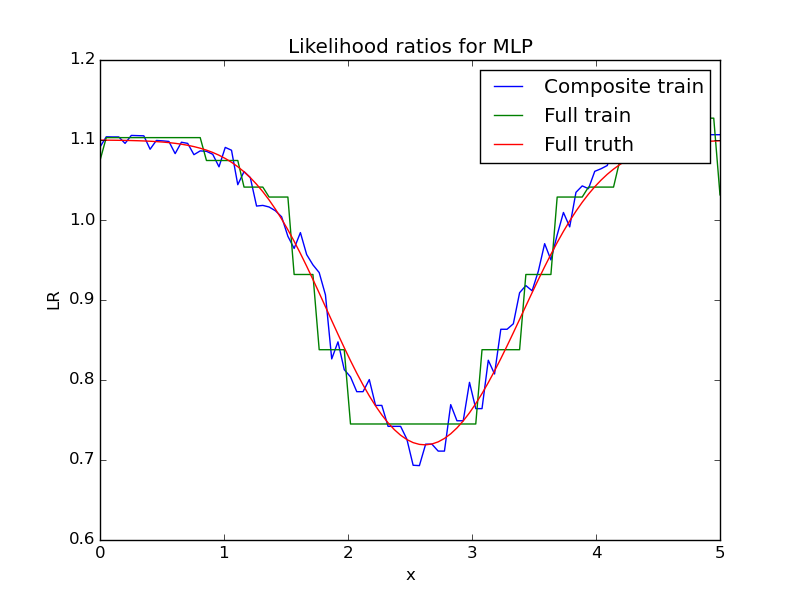 Likelihood ratios for MLP
1.2
1.1
1.0
0.9
0.8
0.7
0.6
LR
Composite train
Full train
Full truth
0 1 2 3 4 5
x